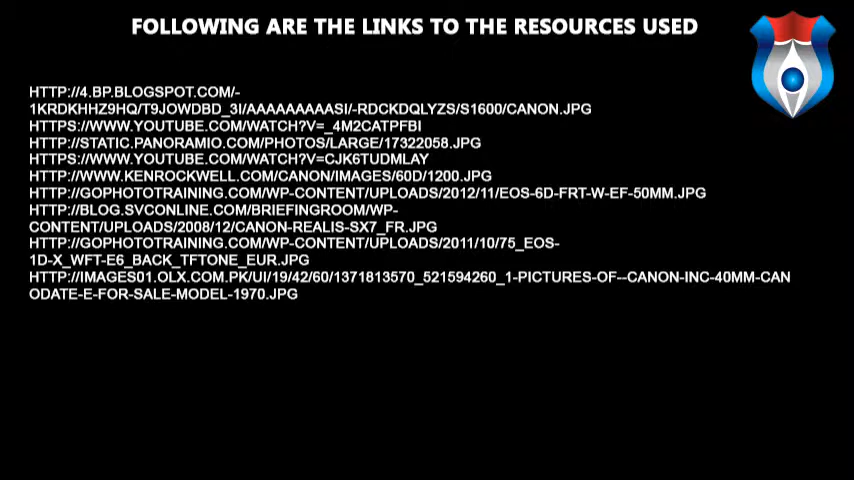 FOLLOWING ARE THE LINKS TO THE RESOURCES USED
HTTP://4.BP.BLOGSPOT.COM/-
1KRDKHHZ9HQ/T9JOWDBD_3I/AAAAAAAAASI/-RDCKDQLYZS/S1600/CANON.JPG
HTTPS://WWW.YOUTUBE.COM/WATCH?V=_4M2CATPFBI
HTTP://STATIC.PANORAMIO.COM/PHOTOS/LARGE/17322058.JPG
HTTPS://WWW.YOUTUBE.COM/WATCH?V=CJK6TUDMLAY
HTTP://WWW.KENROCKWELL.COM/CANON/IMAGES/60D/1200.JPG
HTTP://GOPHOTOTRAINING.COM/WP-CONTENT/UPLOADS/2012/11/EOS-6D-FRT-W-EF-50MM.JPG
HTTP://BLOG.SVCONLINE.COM/BRIEFINGROOM/WP-
CONTENT/UPLOADS/2008/12/CANON-REALIS-SX7_FR.JPG
HTTP://GOPHOTOTRAINING.COM/WP-CONTENT/UPLOADS/2011/10/75_EOS-
1D-X_WFT-E6_BACK_TFTONE_EUR.JPG
HTTP://IMAGES01.OLX.COM.PK/UI/19/42/60/1371813570_521594260_1-PICTURES-OF--CANON-INC-40MM-CAN
ODATE-E-FOR-SALE-MODEL-1970.JPG